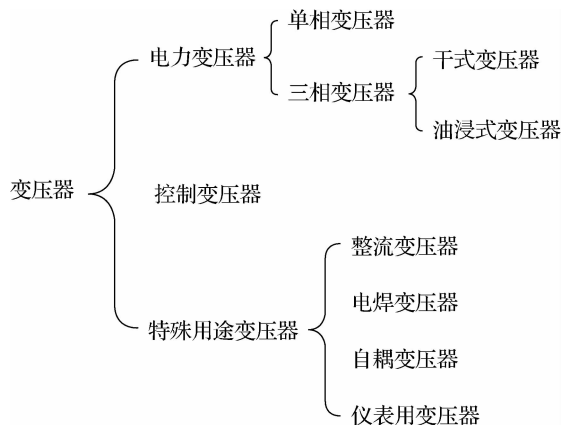 单相变压器
电力变压器
干式变压器
三相变压器
油浸式变压器
变压器
控制变压器
整流变压器
电焊变压器
特殊用途变压器
自耦变压器
仪表用变压器